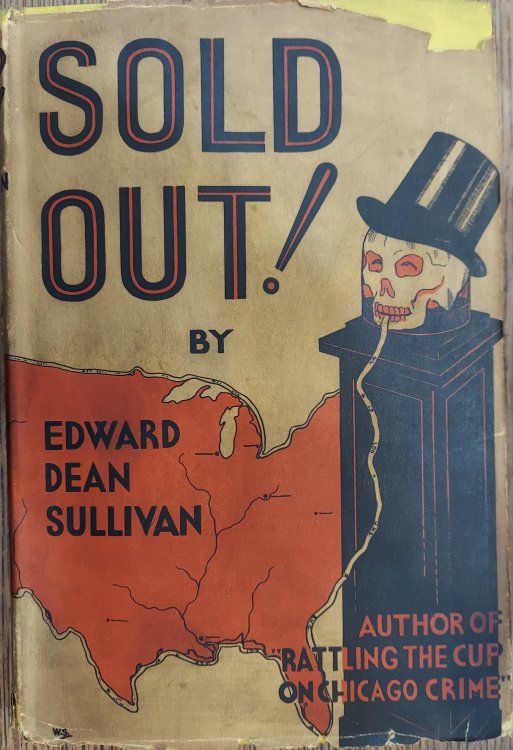 SOLD
OUT!
BY
EDWARD
DEAN
SULLIVAN
AUTHOR OF
"RATTLING THE CUP
ON CHICAGO CRIME"
W.S.